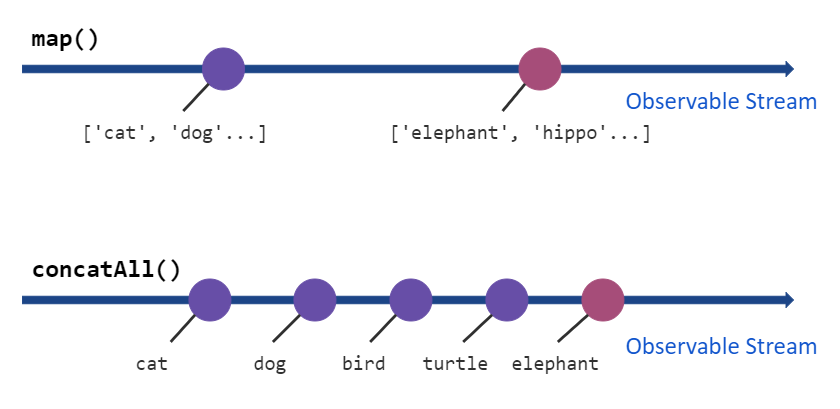 map()
Observable Stream
['cat', 'dog'...]
['elephant', 'hippo'...]
concatAll()
Observable Stream
cat
dog
bird
turtle
elephant